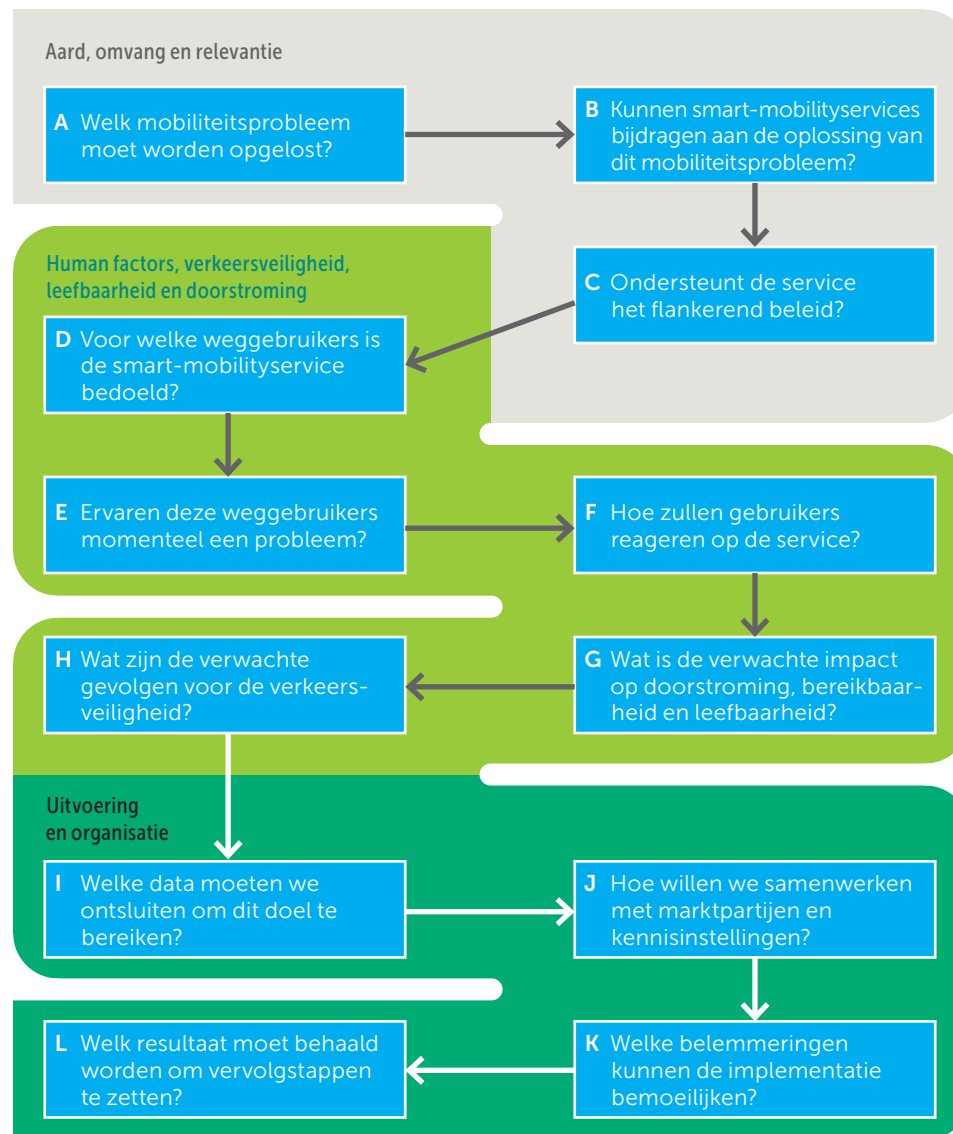 Aard, omvang en relevantie
A Welk mobiliteitsprobleem
moet worden opgelost?
B Kunnen smart-mobilityservices
bijdragen aan de oplossing van
dit mobiliteitsprobleem?
C Ondersteunt de service
het flankerend beleid?
Human factors, verkeersveiligheid,
leefbaarheid en doorstroming
D Voor welke weggebruikers is
de smart-mobilityservice
bedoeld?
E Ervaren deze weggebruikers
momenteel een probleem?
F Hoe zullen gebruikers
reageren op de service?
G Wat is de verwachte impact
op doorstroming, bereikbaar-
heid en leefbaarheid?
H Wat zijn de verwachte
gevolgen voor de verkeers-
veiligheid?
Uitvoering
en organisatie
I Welke data moeten we
ontsluiten om dit doel te
bereiken?
J Hoe willen we samenwerken
met marktpartijen en
kennisinstellingen?
K Welke belemmeringen
kunnen de implementatie
bemoeilijken?
L Welk resultaat moet behaald
worden om vervolgstappen
te zetten?